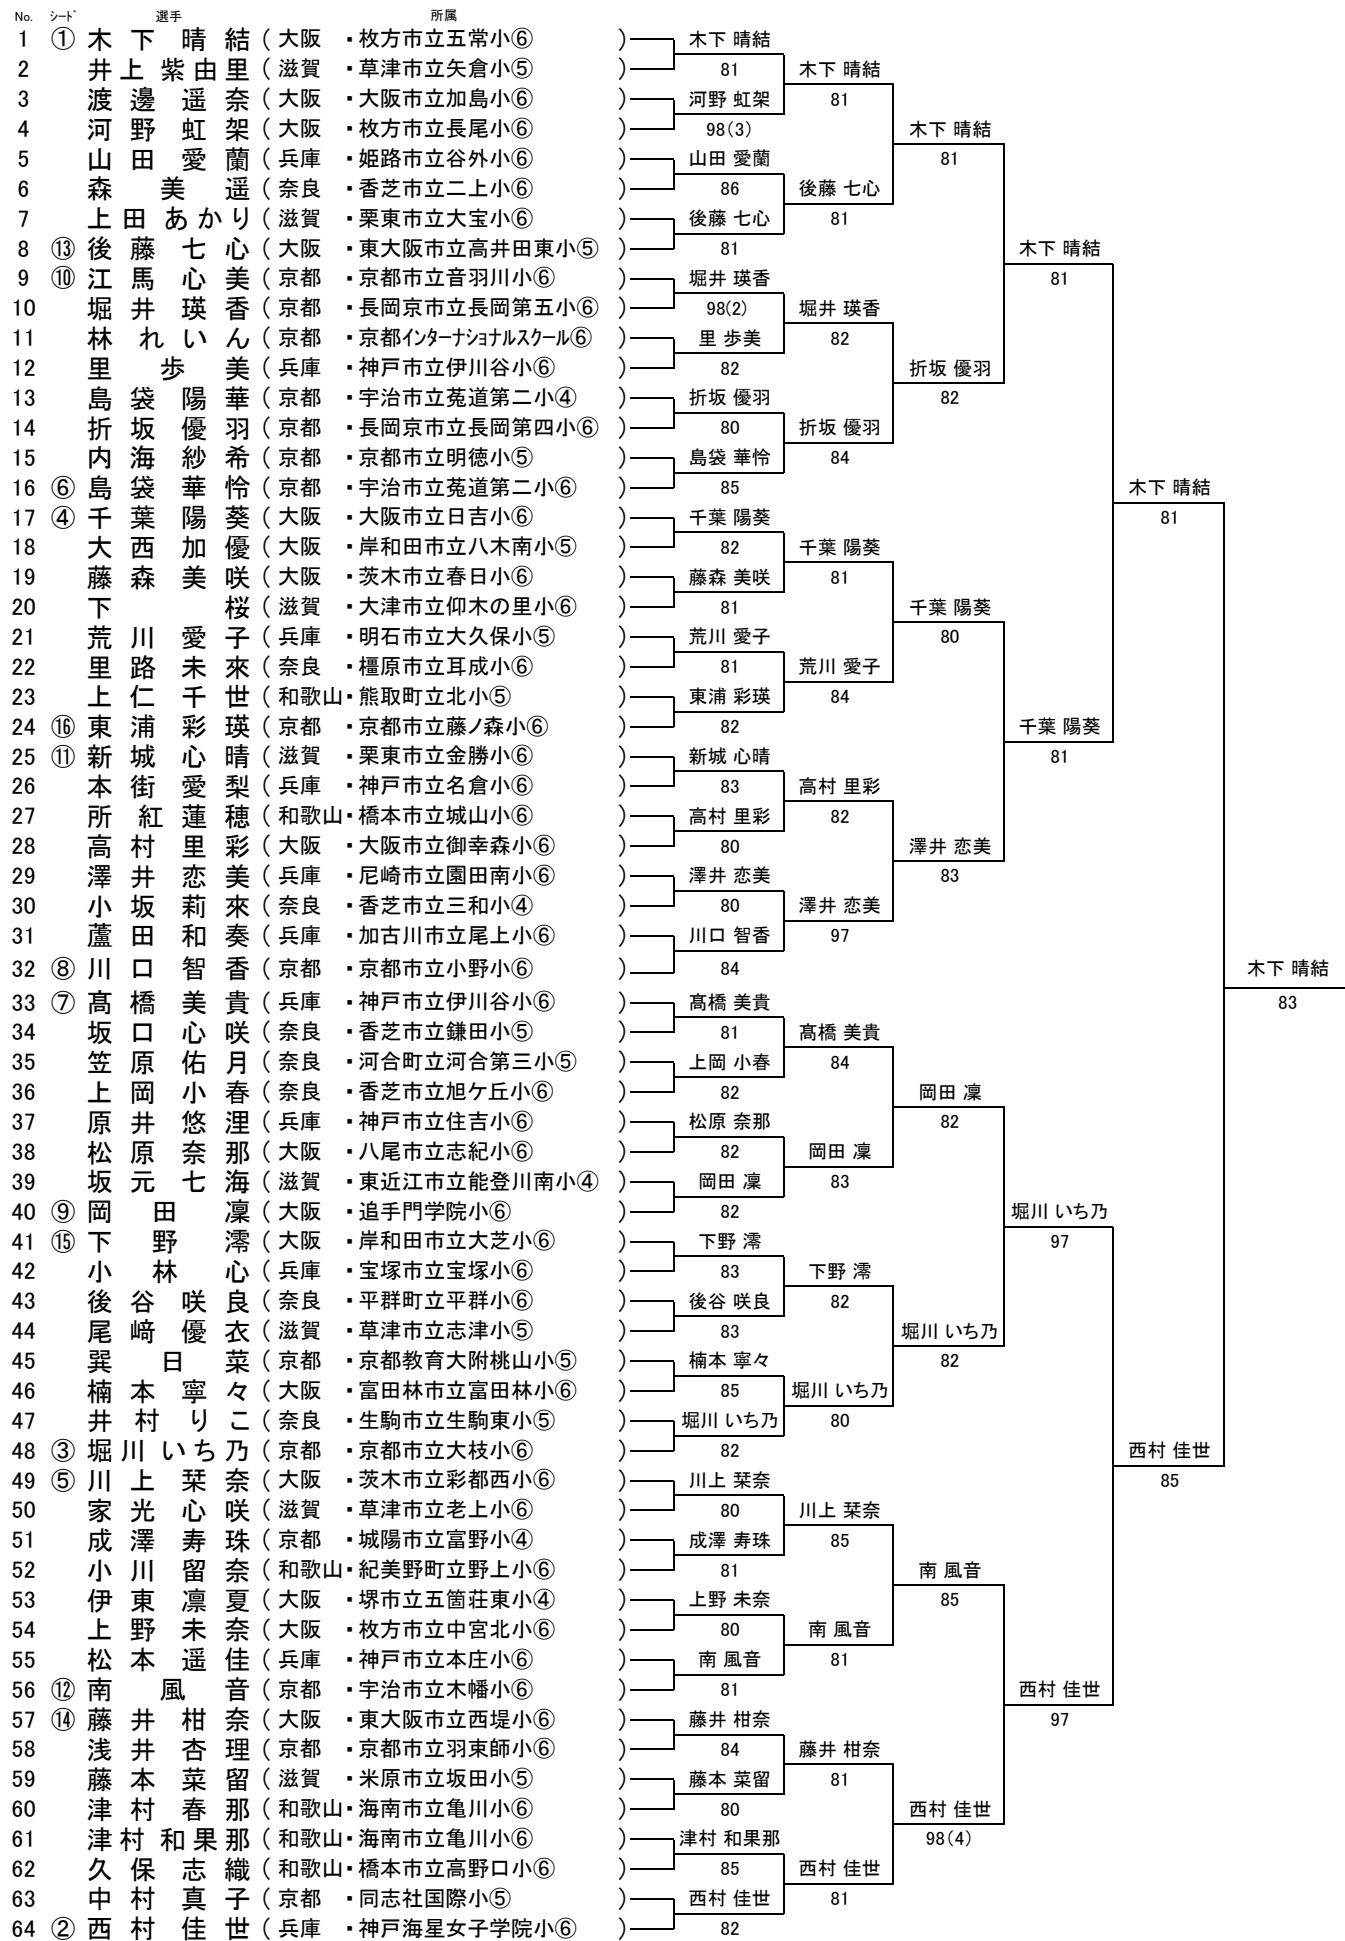 No. シード 選手 所属
1 ① 木下晴結 ( 大阪 ・ 枚方市立五常小⑥ )
2 井上紫由里 ( 滋賀 ・ 草津市立矢倉小⑤ )
3 渡邊遥奈 ( 大阪 ・ 大阪市立加島小⑥ )
4 河野虹架 ( 大阪 ・ 枚方市立長尾小⑥ )
5 山田愛蘭 ( 兵庫 ・ 姫路市立谷外小⑥ )
6 森美遥 ( 奈良 ・ 香芝市立二上小⑥ )
7 上田あかり ( 滋賀 ・ 栗東市立大宝小⑥ )
8 ⑬ 後藤七心 ( 大阪 ・ 東大阪市立高井田東小⑤ )
9 ⑩ 江馬心美 ( 京都 ・ 京都市立音羽川小⑥ )
10 堀井瑛香 ( 京都 ・ 長岡京市立長岡第五小⑥ )
11 林れいん ( 京都 ・ 京都インターナショナルスクール⑥ )
12 里歩美 ( 兵庫 ・ 神戸市立伊川谷小⑥ )
13 島袋陽華 ( 京都 ・ 宇治市立菟道第二小④ )
14 折坂優羽 ( 京都 ・ 長岡京市立長岡第四小⑥ )
15 内海紗希 ( 京都 ・ 京都市立明徳小⑤ )
16 ⑥ 島袋華怜 ( 京都 ・ 宇治市立菟道第二小⑥ )
17 ④ 千葉陽葵 ( 大阪 ・ 大阪市立日吉小⑥ )
18 大西加優 ( 大阪 ・ 岸和田市立八木南小⑤ )
19 藤森美咲 ( 大阪 ・ 茨木市立春日小⑥ )
20 下桜 ( 滋賀 ・ 大津市立仰木の里小⑥ )
21 荒川愛子 ( 兵庫 ・ 明石市立大久保小⑤ )
22 里路未來 ( 奈良 ・ 橿原市立耳成小⑥ )
23 上仁千世 ( 和歌山 ・ 熊取町立北小⑤ )
24 ⑯ 東浦彩瑛 ( 京都 ・ 京都市立藤ノ森小⑥ )
25 ⑪ 新城心晴 ( 滋賀 ・ 栗東市立金勝小⑥ )
26 本街愛梨 ( 兵庫 ・ 神戸市立名倉小⑥ )
27 所紅蓮穂 ( 和歌山 ・ 橋本市立城山小⑥ )
28 高村里彩 ( 大阪 ・ 大阪市立御幸森小⑥ )
29 澤井恋美 ( 兵庫 ・ 尼崎市立園田南小⑥ )
30 小坂莉來 ( 奈良 ・ 香芝市立三和小④ )
31 蘆田和奏 ( 兵庫 ・ 加古川市立尾上小⑥ )
32 ⑧ 川口智香 ( 京都 ・ 京都市立小野小⑥ )
33 ⑦ 髙橋美貴 ( 兵庫 ・ 神戸市立伊川谷小⑥ )
34 坂口心咲 ( 奈良 ・ 香芝市立鎌田小⑤ )
35 笠原佑月 ( 奈良 ・ 河合町立河合第三小⑤ )
36 上岡小春 ( 奈良 ・ 香芝市立旭ケ丘小⑥ )
37 原井悠浬 ( 兵庫 ・ 神戸市立住吉小⑥ )
38 松原奈那 ( 大阪 ・ 八尾市立志紀小⑥ )
39 坂元七海 ( 滋賀 ・ 東近江市立能登川南小④ )
40 ⑨ 岡田凜 ( 大阪 ・ 追手門学院小⑥ )
41 ⑮ 下野澪 ( 大阪 ・ 岸和田市立大芝小⑥ )
42 小林心 ( 兵庫 ・ 宝塚市立宝塚小⑥ )
43 後谷咲良 ( 奈良 ・ 平群町立平群小⑥ )
44 尾﨑優衣 ( 滋賀 ・ 草津市立志津小⑤ )
45 巽日菜 ( 京都 ・ 京都教育大附桃山小⑤ )
46 楠本寧々 ( 大阪 ・ 富田林市立富田林小⑥ )
47 井村りこ ( 奈良 ・ 生駒市立生駒東小⑤ )
48 ③ 堀川いち乃 ( 京都 ・ 京都市立大枝小⑥ )
49 ⑤ 川上栞奈 ( 大阪 ・ 茨木市立彩都西小⑥ )
50 家光心咲 ( 滋賀 ・ 草津市立老上小⑥ )
51 成澤寿珠 ( 京都 ・ 城陽市立富野小④ )
52 小川留奈 ( 和歌山 ・ 紀美野町立野上小⑥ )
53 伊東凛夏 ( 大阪 ・ 堺市立五箇荘東小④ )
54 上野未奈 ( 大阪 ・ 枚方市立中宮北小⑥ )
55 松本遥佳 ( 兵庫 ・ 神戸市立本庄小⑥ )
56 ⑫ 南風音 ( 京都 ・ 宇治市立木幡小⑥ )
57 ⑭ 藤井柑奈 ( 大阪 ・ 東大阪市立西堤小⑥ )
58 浅井杏理 ( 京都 ・ 京都市立羽束師小⑥ )
59 藤本菜留 ( 滋賀 ・ 米原市立坂田小⑤ )
60 津村春那 ( 和歌山 ・ 海南市立亀川小⑥ )
61 津村和果那 ( 和歌山 ・ 海南市立亀川小⑥ )
62 久保志織 ( 和歌山 ・ 橋本市立高野口小⑥ )
63 中村真子 ( 京都 ・ 同志社国際小⑤ )
64 ② 西村佳世 ( 兵庫 ・ 神戸海星女子学院小⑥ )
木下 晴結
81
河野 虹架
98(3)
山田 愛蘭
86
後藤 七心
81
堀井 瑛香
98(2)
里 歩美
82
折坂 優羽
80
島袋 華怜
85
千葉 陽葵
82
藤森 美咲
81
荒川 愛子
81
東浦 彩瑛
82
新城 心晴
83
高村 里彩
80
澤井 恋美
80
川口 智香
84
髙橋 美貴
81
上岡 小春
82
松原 奈那
82
岡田 凜
82
下野 澪
83
後谷 咲良
83
楠本 寧々
85
堀川 いち乃
82
川上 栞奈
80
成澤 寿珠
81
上野 未奈
80
南 風音
81
藤井 柑奈
84
藤本 菜留
80
津村 和果那
85
西村 佳世
82
木下 晴結
81
後藤 七心
81
堀井 瑛香
82
折坂 優羽
84
千葉 陽葵
81
荒川 愛子
84
高村 里彩
82
澤井 恋美
97
髙橋 美貴
84
岡田 凜
83
下野 澪
82
堀川 いち乃
80
川上 栞奈
85
南 風音
81
藤井 柑奈
81
西村 佳世
81
木下 晴結
81
折坂 優羽
82
千葉 陽葵
80
澤井 恋美
83
岡田 凜
82
堀川 いち乃
82
南 風音
85
西村 佳世
98(4)
木下 晴結
81
千葉 陽葵
81
堀川 いち乃
97
西村 佳世
97
木下 晴結
81
西村 佳世
85
木下 晴結
83